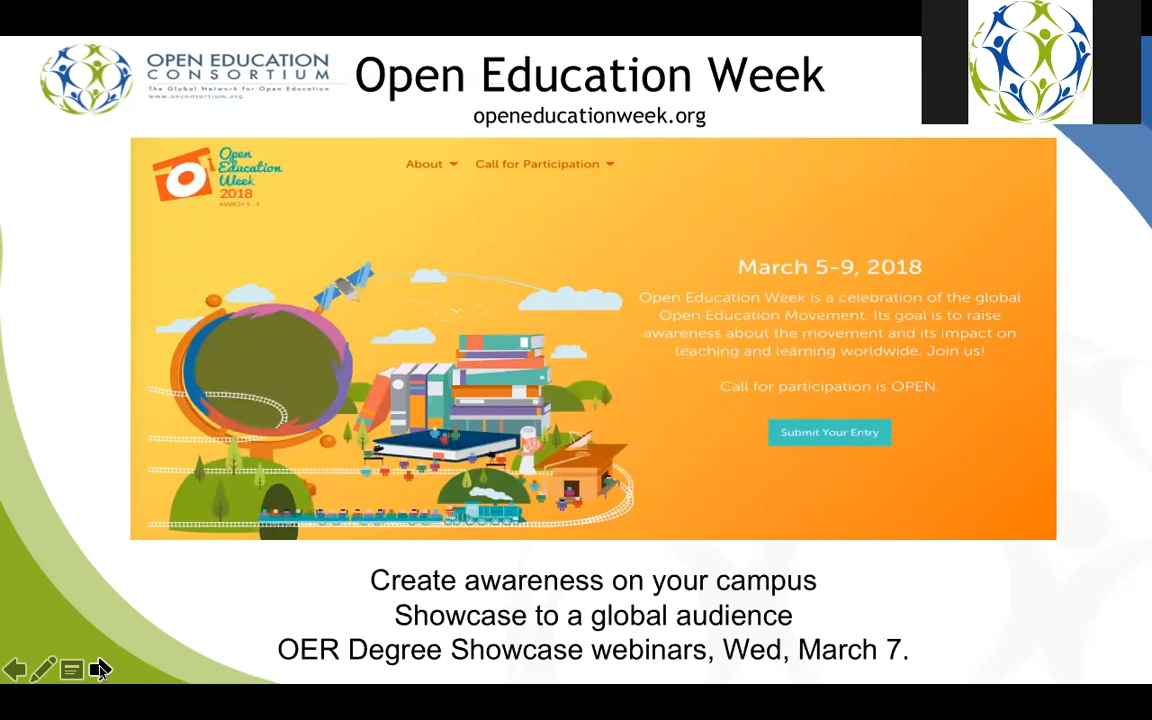 OPEN EDUCATION
CONSORTIUM
The Global Network for Open Education
www.oeconsortium.org
Open Education Week
openeducationweek.org
Open
Education
Week
2018
MARCH 5-9
About
Call for Participation
March 5-9, 2018
Open Education Week is a celebration of the global
Open Education Movement. Its goal is to raise
awareness about the movement and its impact on
teaching and learning worldwide. Join us!
Call for participation is OPEN.
Submit Your Entry
Create awareness on your campus
Showcase to a global audience
OER Degree Showcase webinars, Wed, March 7.